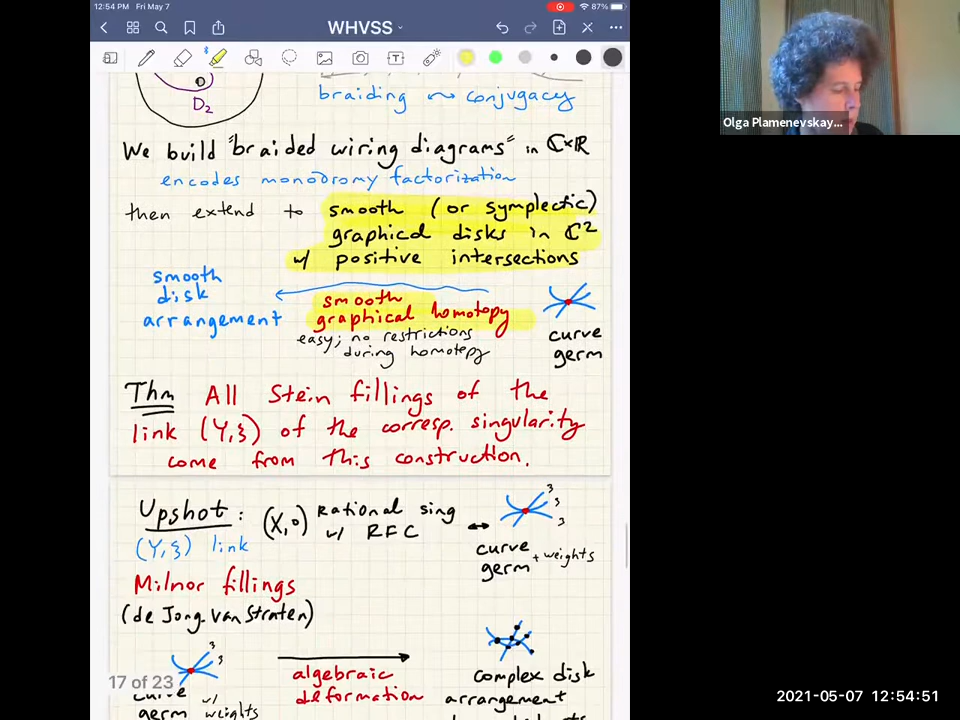 12:54 PM Fri May 7
87%
WHVSS
D2
braiding ↭ conjugacy
We build "braided wiring diagrams" in ℂ×ℝ
encodes monodromy factorization
then extend to smooth (or symplectic)
graphical disks in ℂ²
w/ positive intersections
smooth
disk
arrangement
smooth
graphical homotopy
easy; no restrictions
during homotopy
curve
germ
Thm All Stein fillings of the
link (Y,ξ) of the corresp. singularity
come from this construction.
Upshot: (X,0) Rational sing
w/ RFC
(Y,ξ) link
↔
3
3
3
curve
germ + weights
Milnor fillings
(de Jong-van Straten)
3
3
curve
germ
w/
weights
algebraic
deformation
complex disk
arrangement
17 of 23
Olga Plamenevskay...
2021-05-07 12:54:51